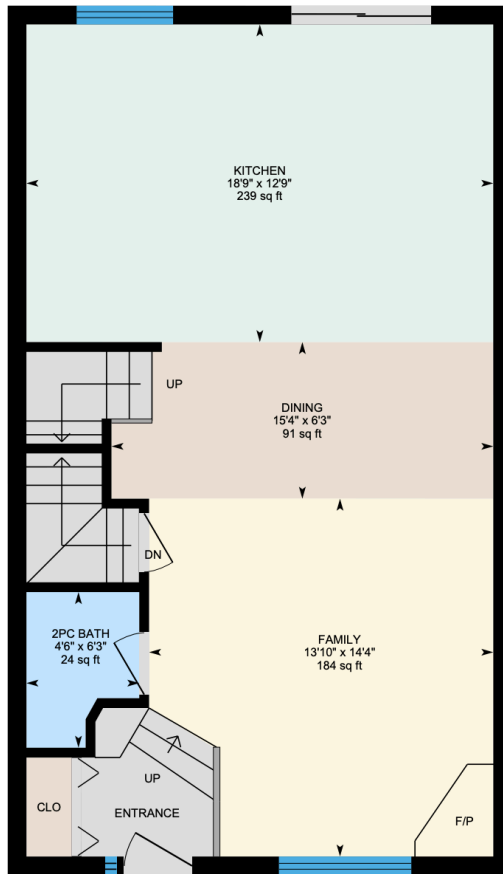 KITCHEN
18'9" x 12'9"
239 sq ft
UP
DINING
15'4" x 6'3"
91 sq ft
DN
2PC BATH
4'6" x 6'3"
24 sq ft
FAMILY
13'10" x 14'4"
184 sq ft
UP
CLO
ENTRANCE
F/P